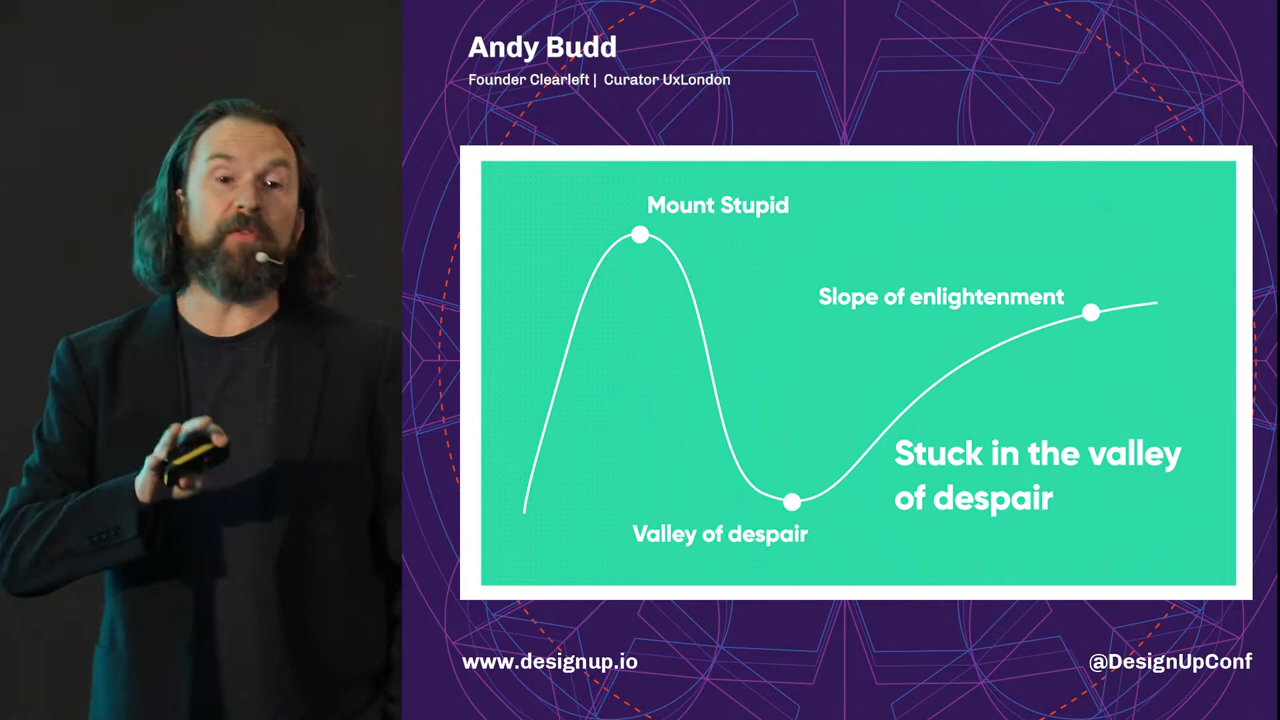 Andy Budd
Founder Clearleft | Curator UxLondon
Mount Stupid
Slope of enlightenment
Stuck in the valley
of despair
Valley of despair
www.designup.io
@DesignUpConf